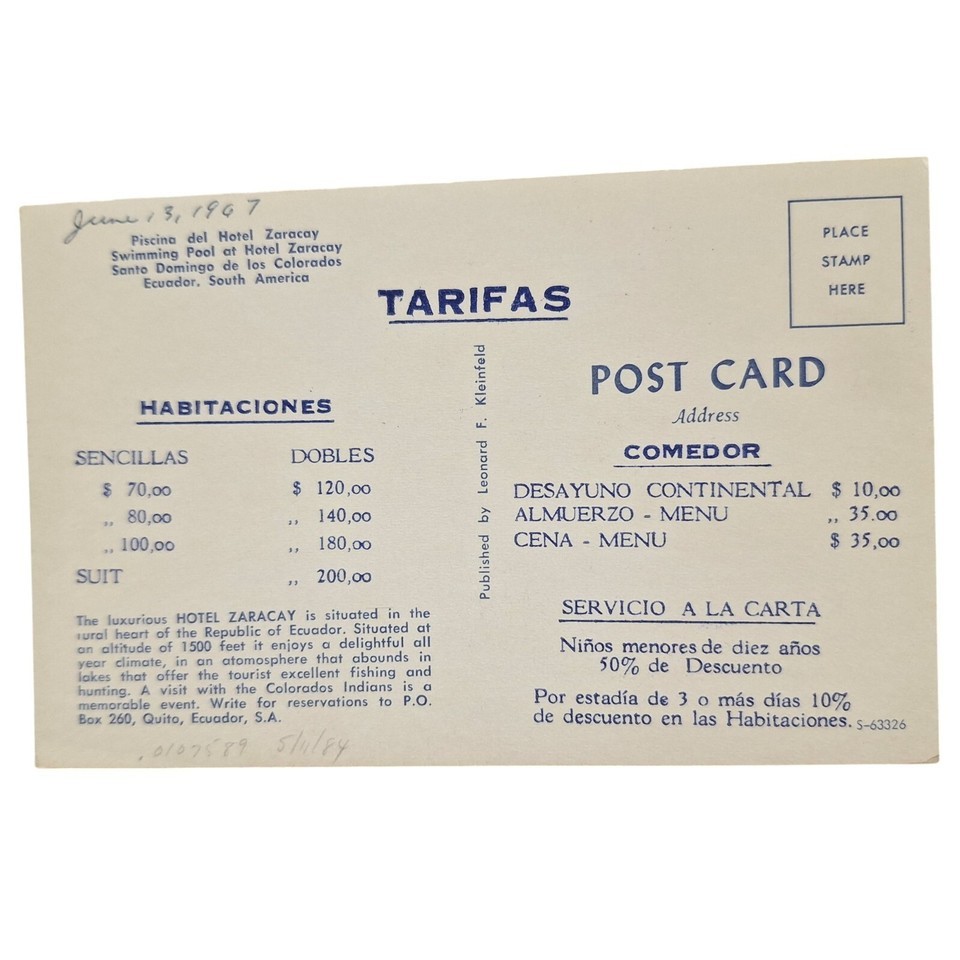 June 13, 1967
Piscina del Hotel Zaracay
Swimming Pool at Hotel Zaracay
Santo Domingo de los Colorados
Ecuador, South America
PLACE
STAMP
HERE
TARIFAS
POST CARD
Address
Published by Leonard F. Kleinfeld
HABITACIONES
SENCILLAS DOBLES
$ 70,00 $ 120,00
,, 80,00 ,, 140,00
,, 100,00 ,, 180,00
SUIT ,, 200,00
COMEDOR
DESAYUNO CONTINENTAL $ 10,00
ALMUERZO - MENU ,, 35.00
CENA - MENU $ 35,00
SERVICIO A LA CARTA
Niños menores de diez años
50% de Descuento
Por estadía de 3 o más días 10%
de descuento en las Habitaciones.
S-63326
The luxurious HOTEL ZARACAY is situated in the
rural heart of the Republic of Ecuador. Situated at
an altitude of 1500 feet it enjoys a delightful all
year climate, in an atomosphere that abounds in
lakes that offer the tourist excellent fishing and
hunting. A visit with the Colorados Indians is a
memorable event. Write for reservations to P.O.
Box 260, Quito, Ecuador, S.A.
.0107589 5/11/84